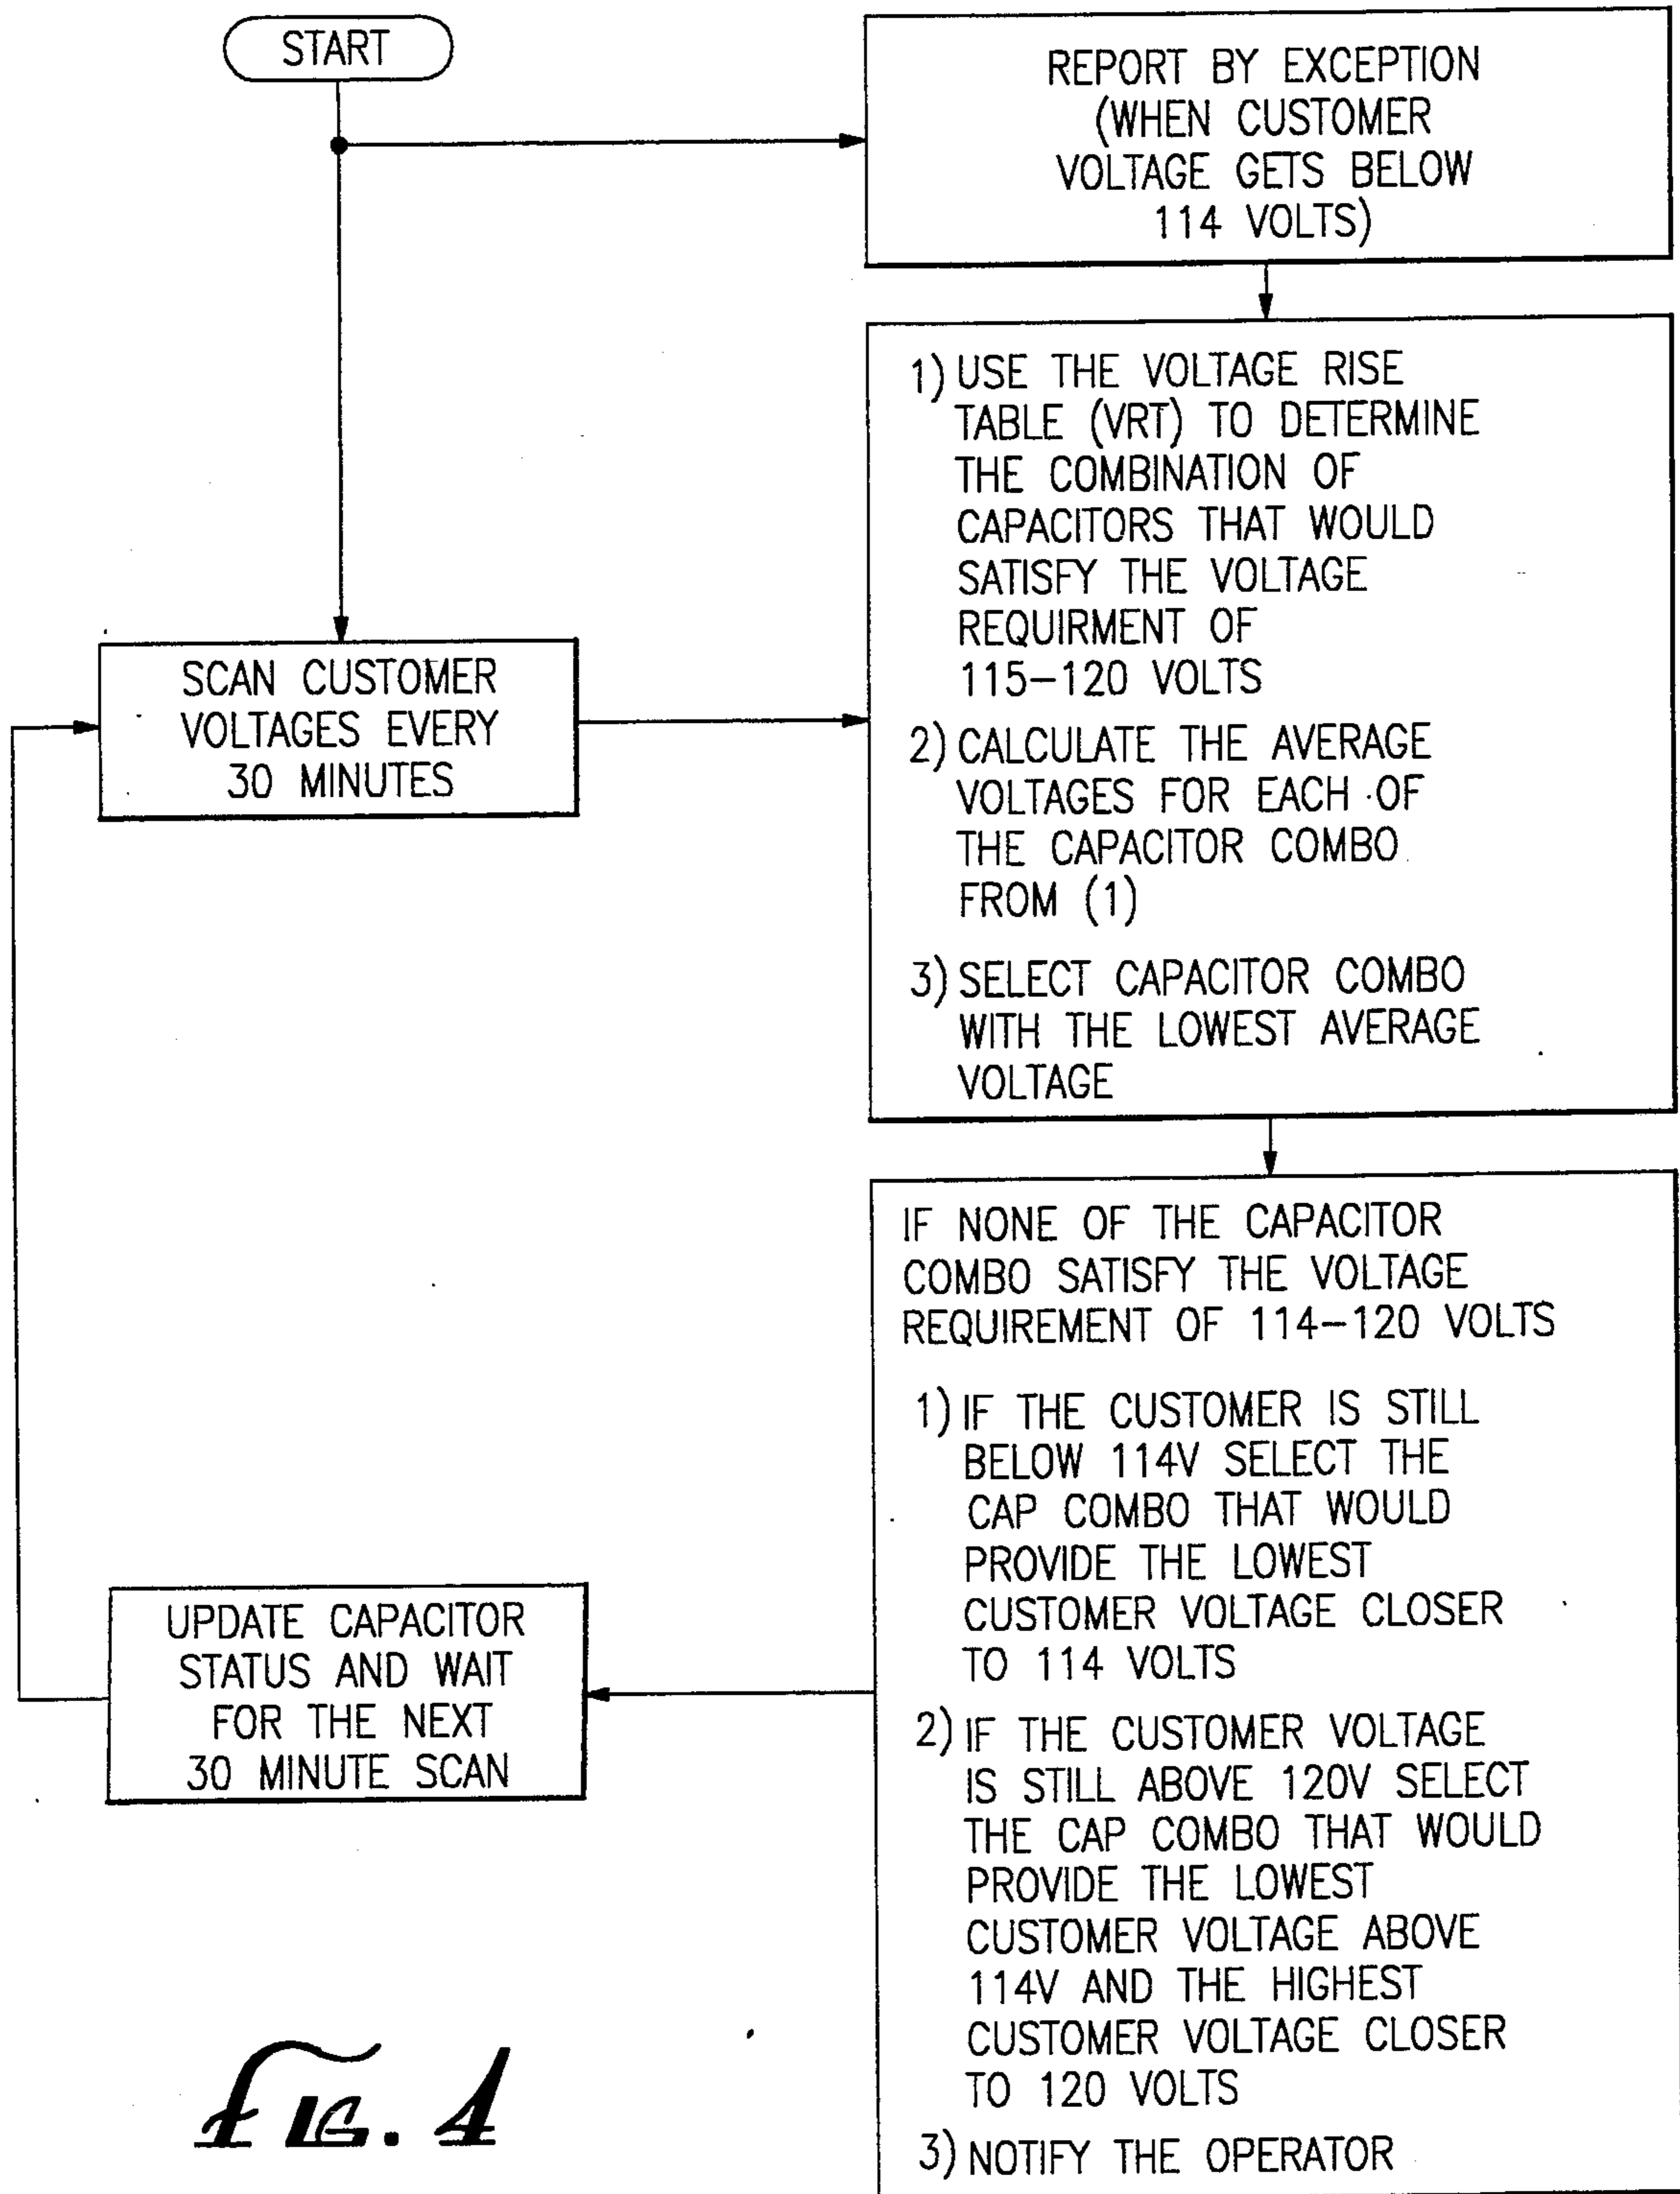 START
REPORT BY EXCEPTION
(WHEN CUSTOMER
VOLTAGE GETS BELOW
114 VOLTS)
1) USE THE VOLTAGE RISE
TABLE (VRT) TO DETERMINE
THE COMBINATION OF
CAPACITORS THAT WOULD
SATISFY THE VOLTAGE
REQUIRMENT OF
115-120 VOLTS
2) CALCULATE THE AVERAGE
VOLTAGES FOR EACH OF
THE CAPACITOR COMBO
FROM (1)
3) SELECT CAPACITOR COMBO
WITH THE LOWEST AVERAGE
VOLTAGE
SCAN CUSTOMER
VOLTAGES EVERY
30 MINUTES
IF NONE OF THE CAPACITOR
COMBO SATISFY THE VOLTAGE
REQUIREMENT OF 114-120 VOLTS
1) IF THE CUSTOMER IS STILL
BELOW 114V SELECT THE
CAP COMBO THAT WOULD
PROVIDE THE LOWEST
CUSTOMER VOLTAGE CLOSER
TO 114 VOLTS
2) IF THE CUSTOMER VOLTAGE
IS STILL ABOVE 120V SELECT
THE CAP COMBO THAT WOULD
PROVIDE THE LOWEST
CUSTOMER VOLTAGE ABOVE
114V AND THE HIGHEST
CUSTOMER VOLTAGE CLOSER
TO 120 VOLTS
3) NOTIFY THE OPERATOR
UPDATE CAPACITOR
STATUS AND WAIT
FOR THE NEXT
30 MINUTE SCAN
FIG. 4